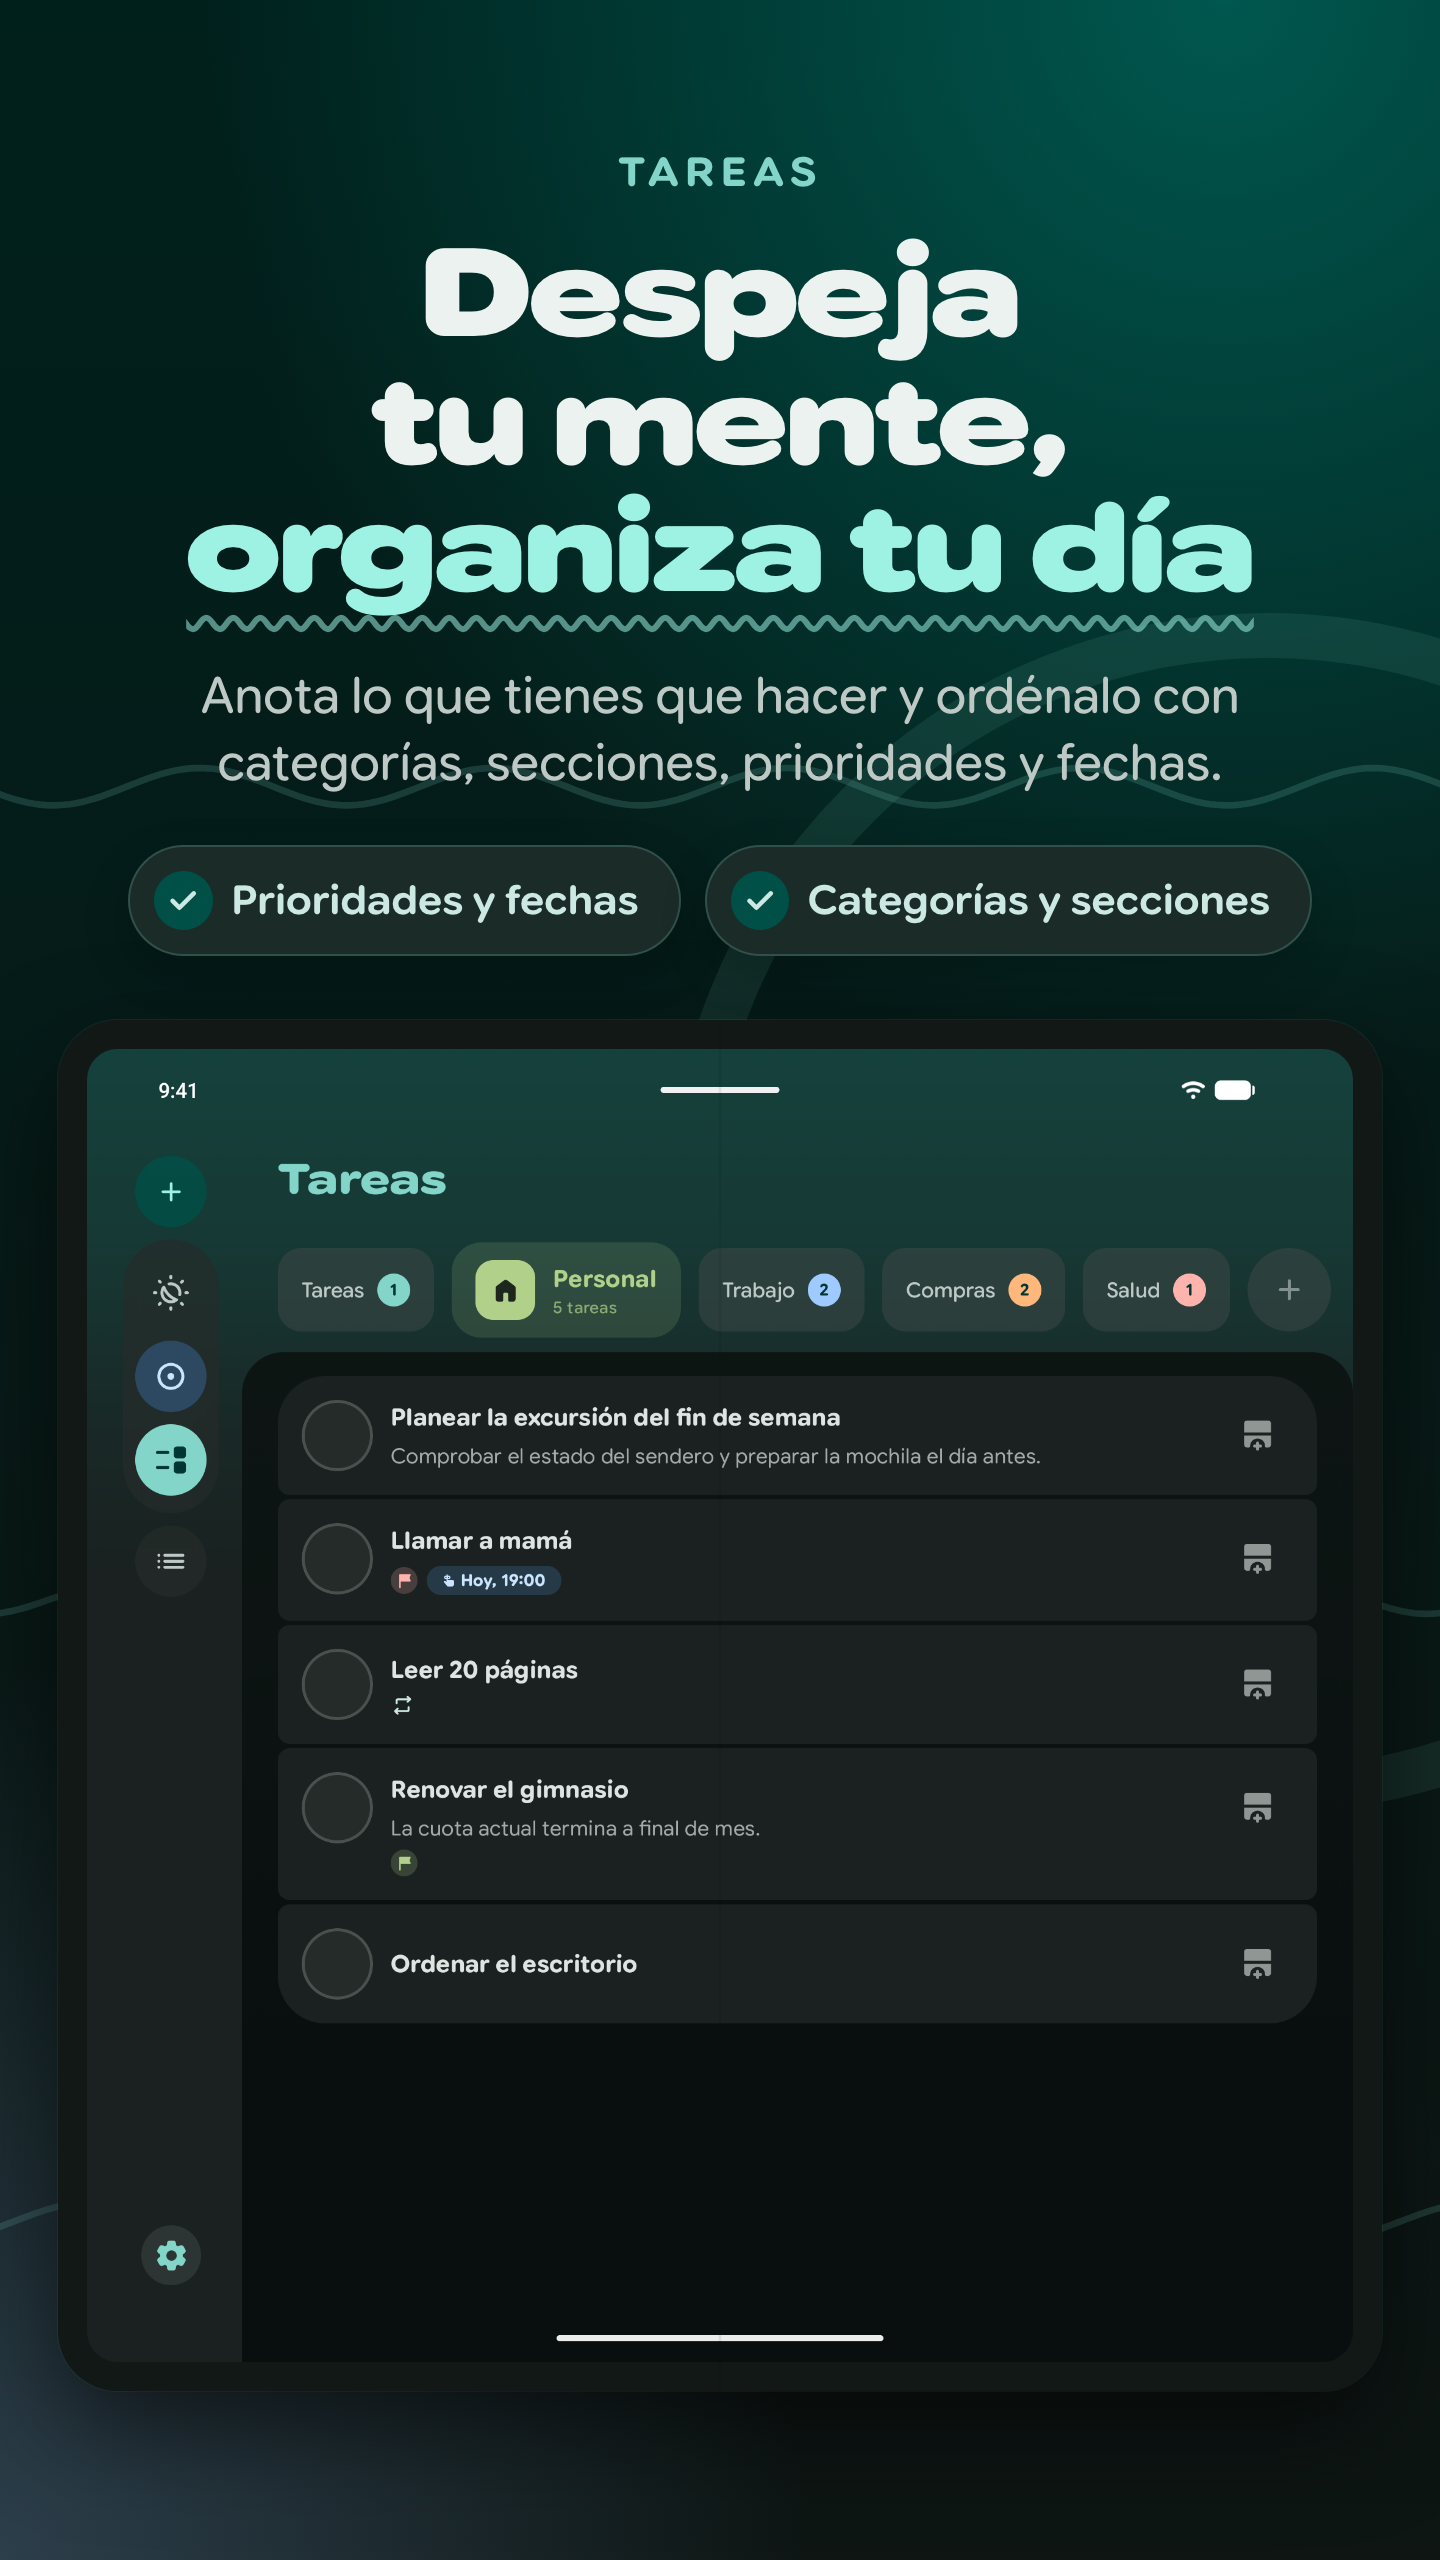 TAREAS
Despeja
tu mente,
organiza tu día
Anota lo que tienes que hacer y ordénalo con
categorías, secciones, prioridades y fechas.
Prioridades y fechas
Categorías y secciones
9:41
Tareas
Tareas 1
Personal
5 tareas
Trabajo 2
Compras 2
Salud 1
Planear la excursión del fin de semana
Comprobar el estado del sendero y preparar la mochila el día antes.
Llamar a mamá
Hoy, 19:00
Leer 20 páginas
Renovar el gimnasio
La cuota actual termina a final de mes.
Ordenar el escritorio